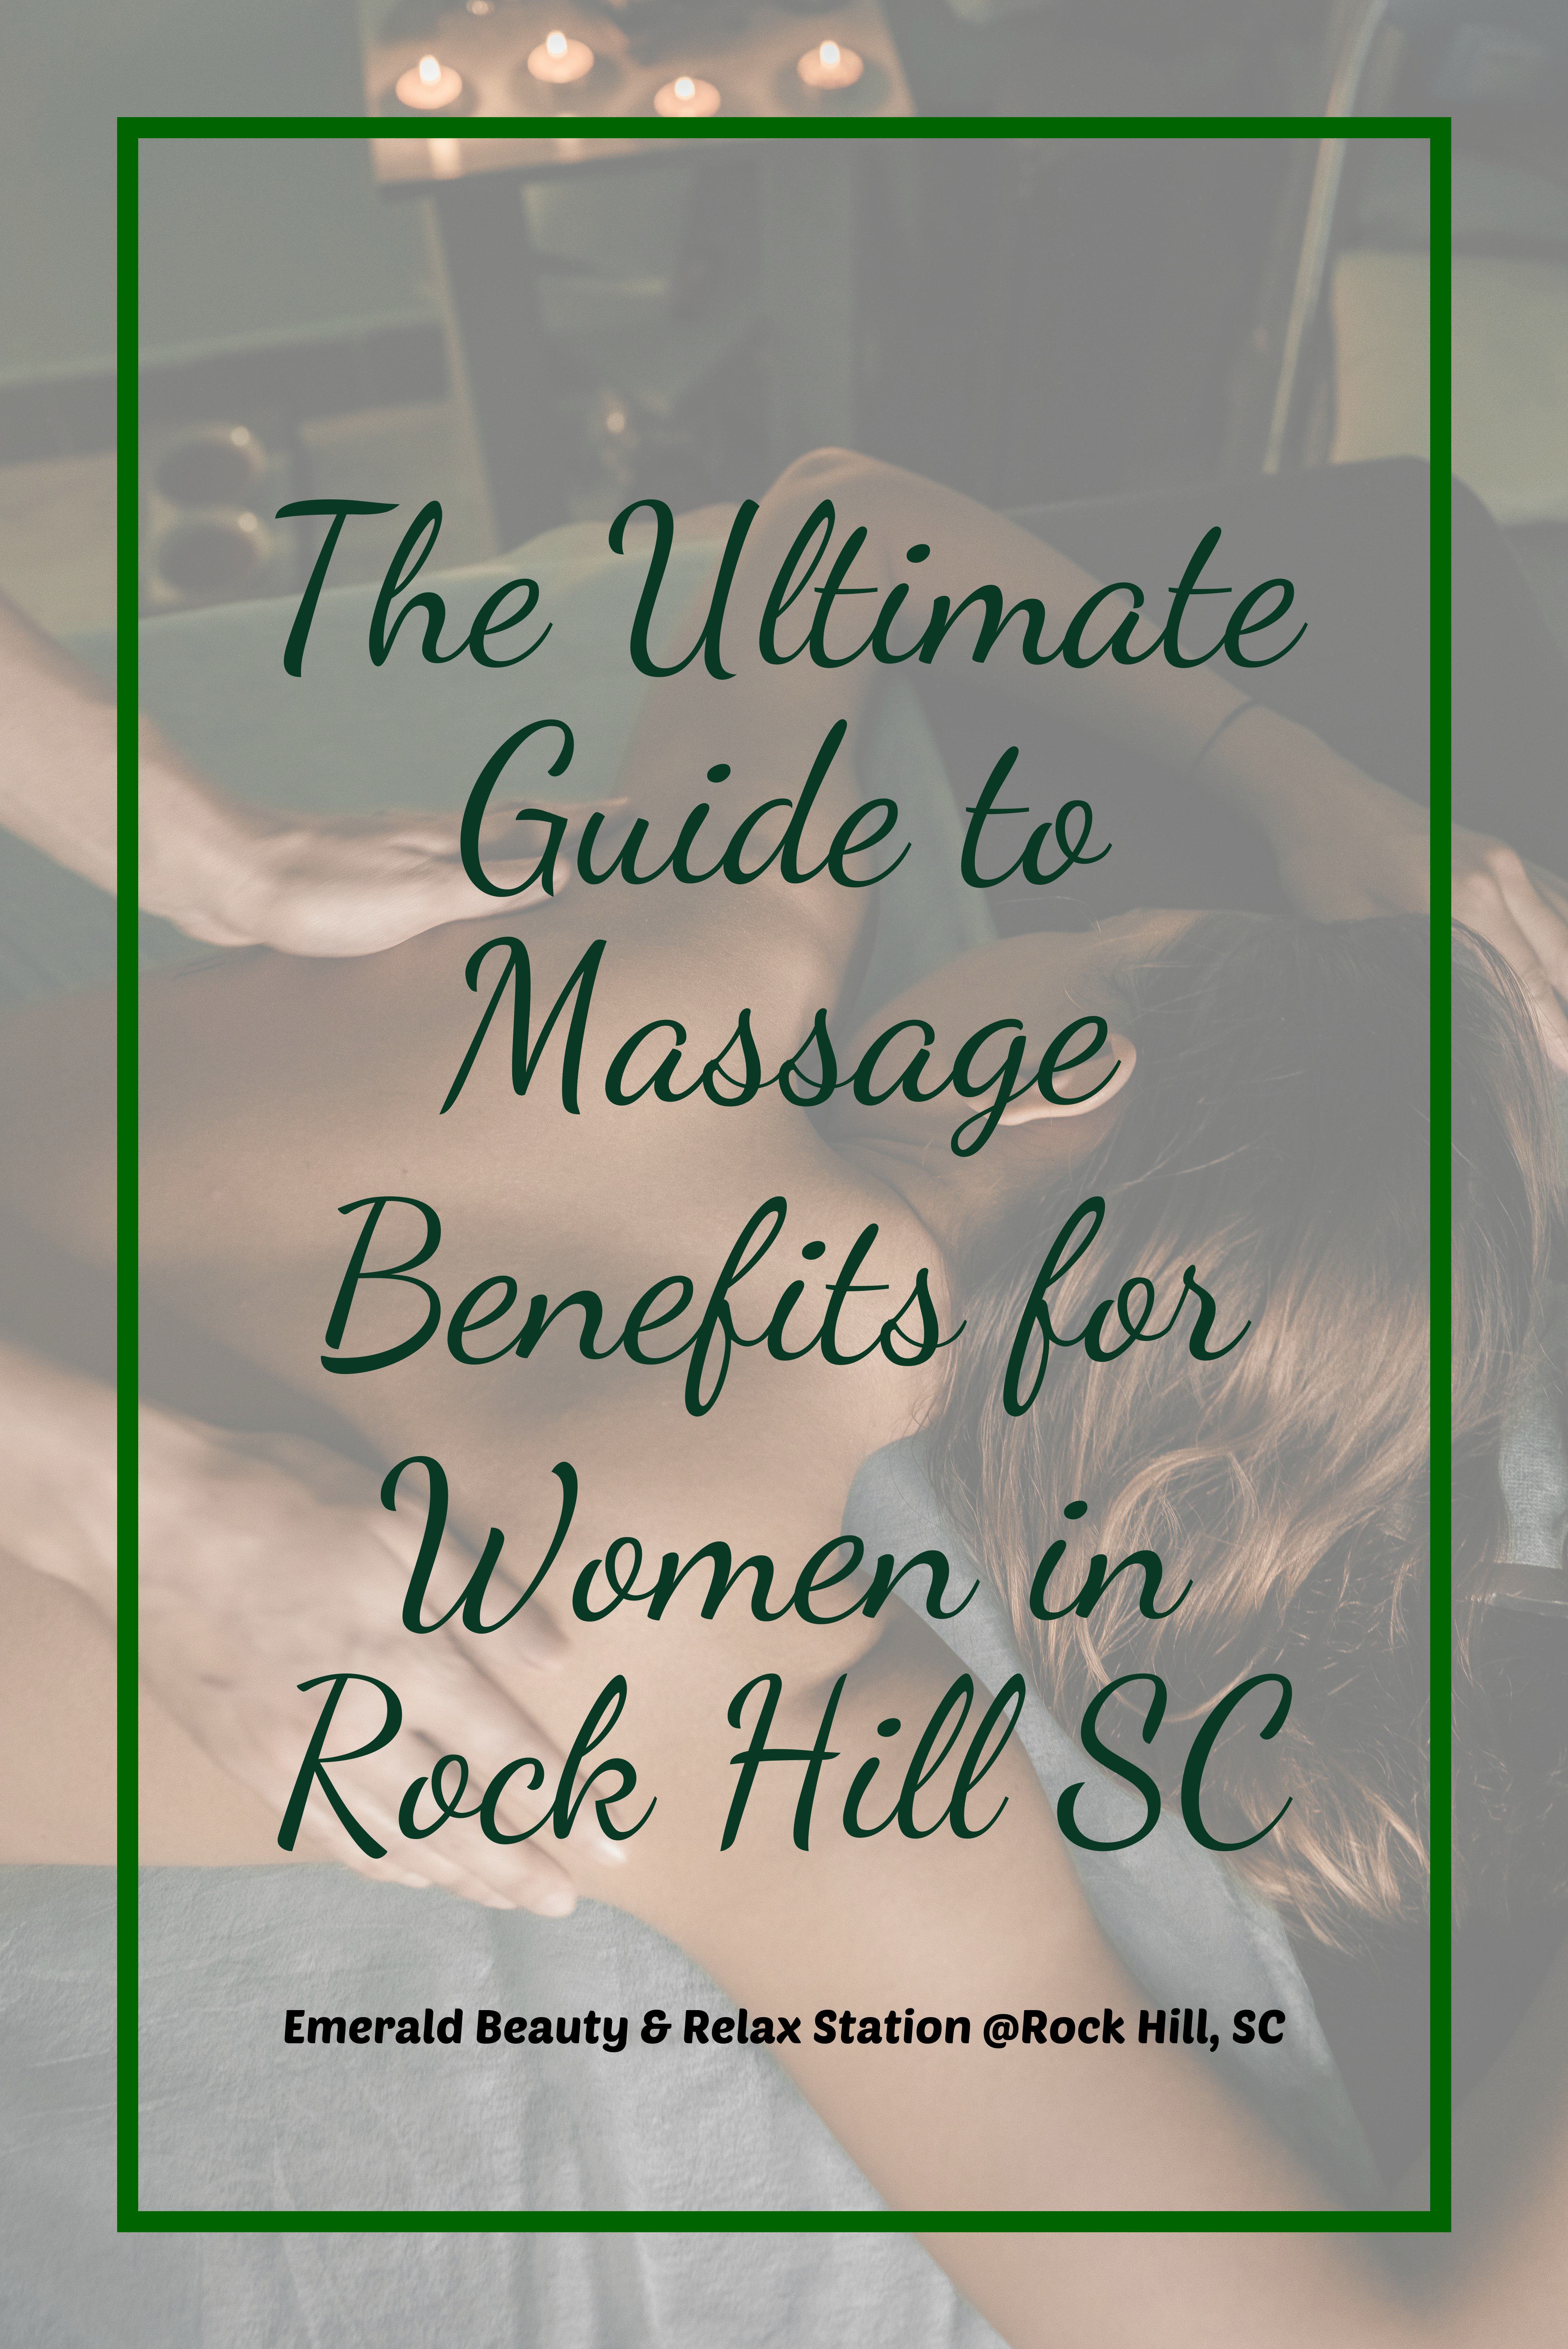 The Ultimate
Guide to
Massage
Benefits for
Women in
Rock Hill SC
Emerald Beauty & Relax Station @Rock Hill, SC